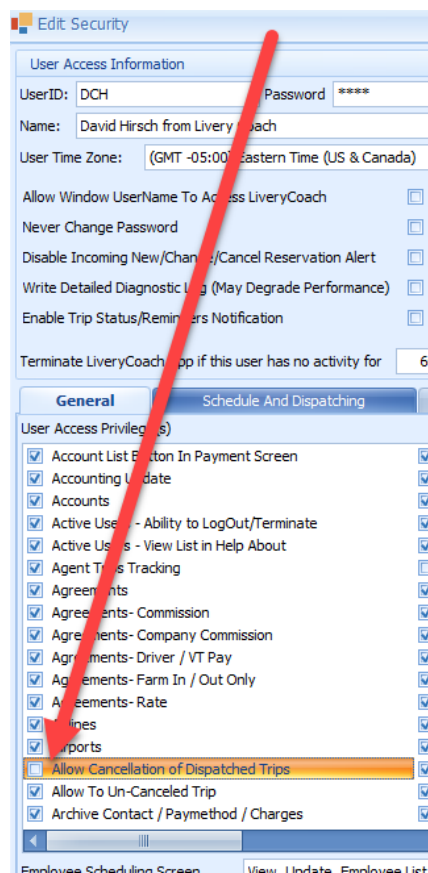 Edit Security
User Access Information
UserID: DCH Password ****
Name: David Hirsch from Livery Coach
User Time Zone: (GMT -05:00) Eastern Time (US & Canada)
Allow Window UserName To Access LiveryCoach
Never Change Password
Disable Incoming New/Change/Cancel Reservation Alert
Write Detailed Diagnostic Log (May Degrade Performance)
Enable Trip Status/Reminders Notification
Terminate LiveryCoach App if this user has no activity for 6
General Schedule And Dispatching
User Access Privilege(s)
Account List Button In Payment Screen
Accounting Update
Accounts
Active Users - Ability to LogOut/Terminate
Active Users - View List in Help About
Agent Trips Tracking
Agreements
Agreements- Commission
Agreements- Company Commission
Agreements- Driver / VT Pay
Agreements- Farm In / Out Only
Agreements- Rate
Airlines
Airports
Allow Cancellation of Dispatched Trips
Allow To Un-Canceled Trip
Archive Contact / Paymethod / Charges
Employee Scheduling Screen View, Update, Employee List